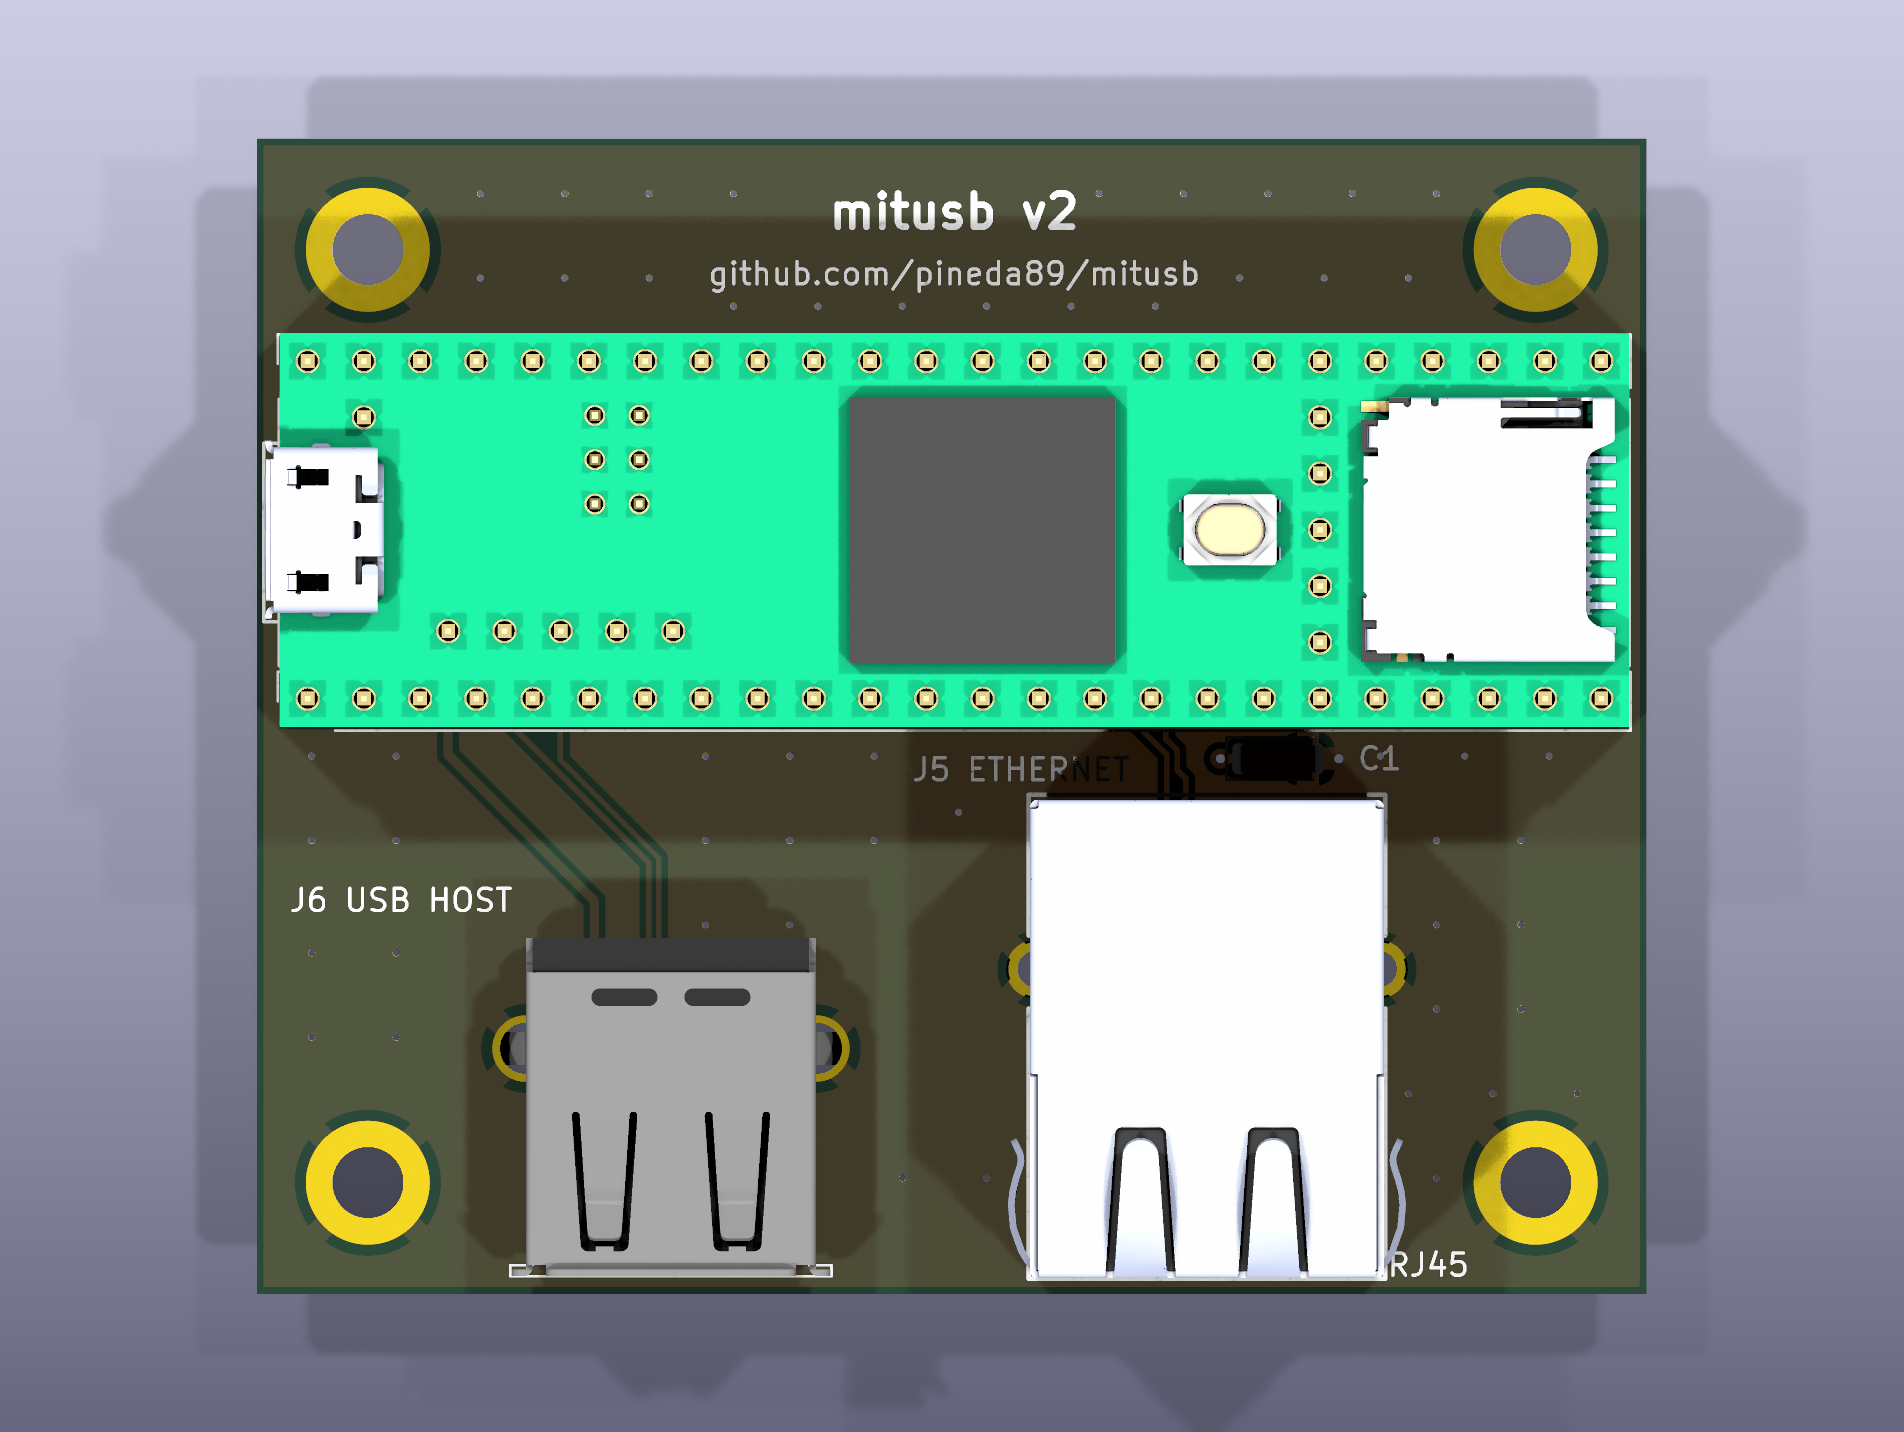 mitusb v2
github.com/pineda89/mitusb
J5 ETHERNET
C1
J6 USB HOST
RJ45